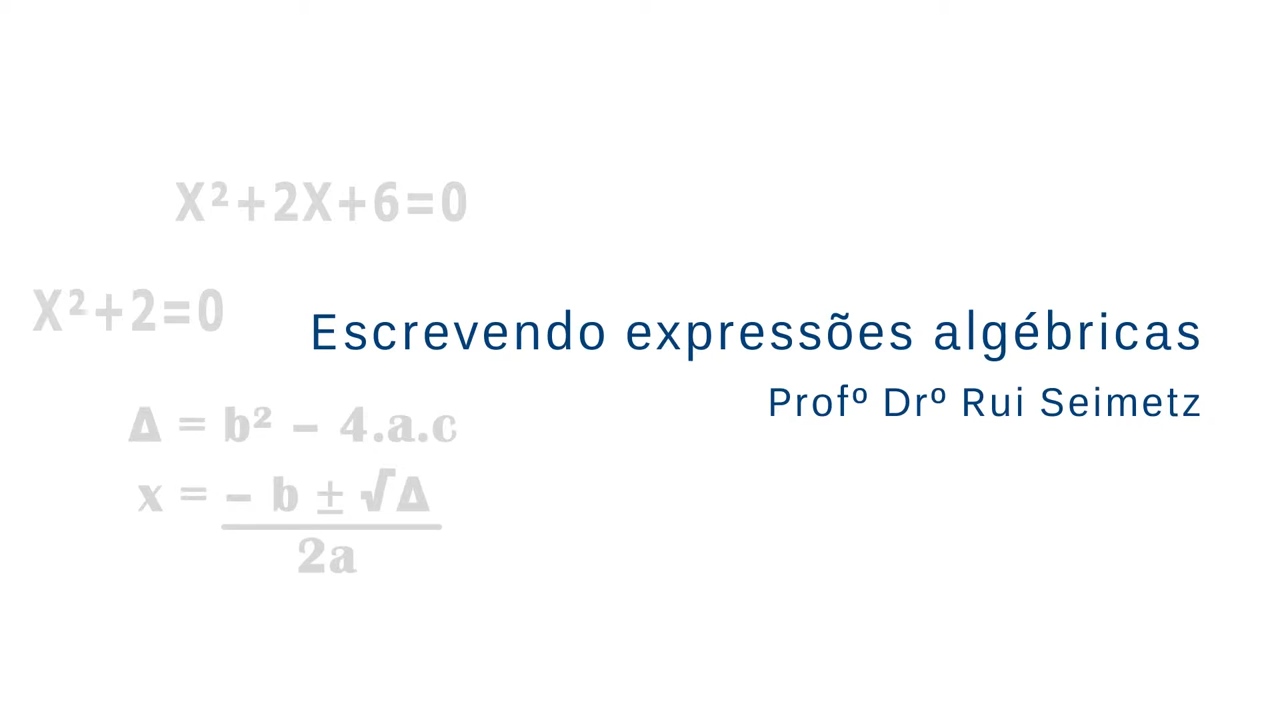 X²+2X+6=0
X²+2=0
Escrevendo expressões algébricas
Profº Drº Rui Seimetz
Δ = b² – 4.a.c
x = – b ± √Δ
2a